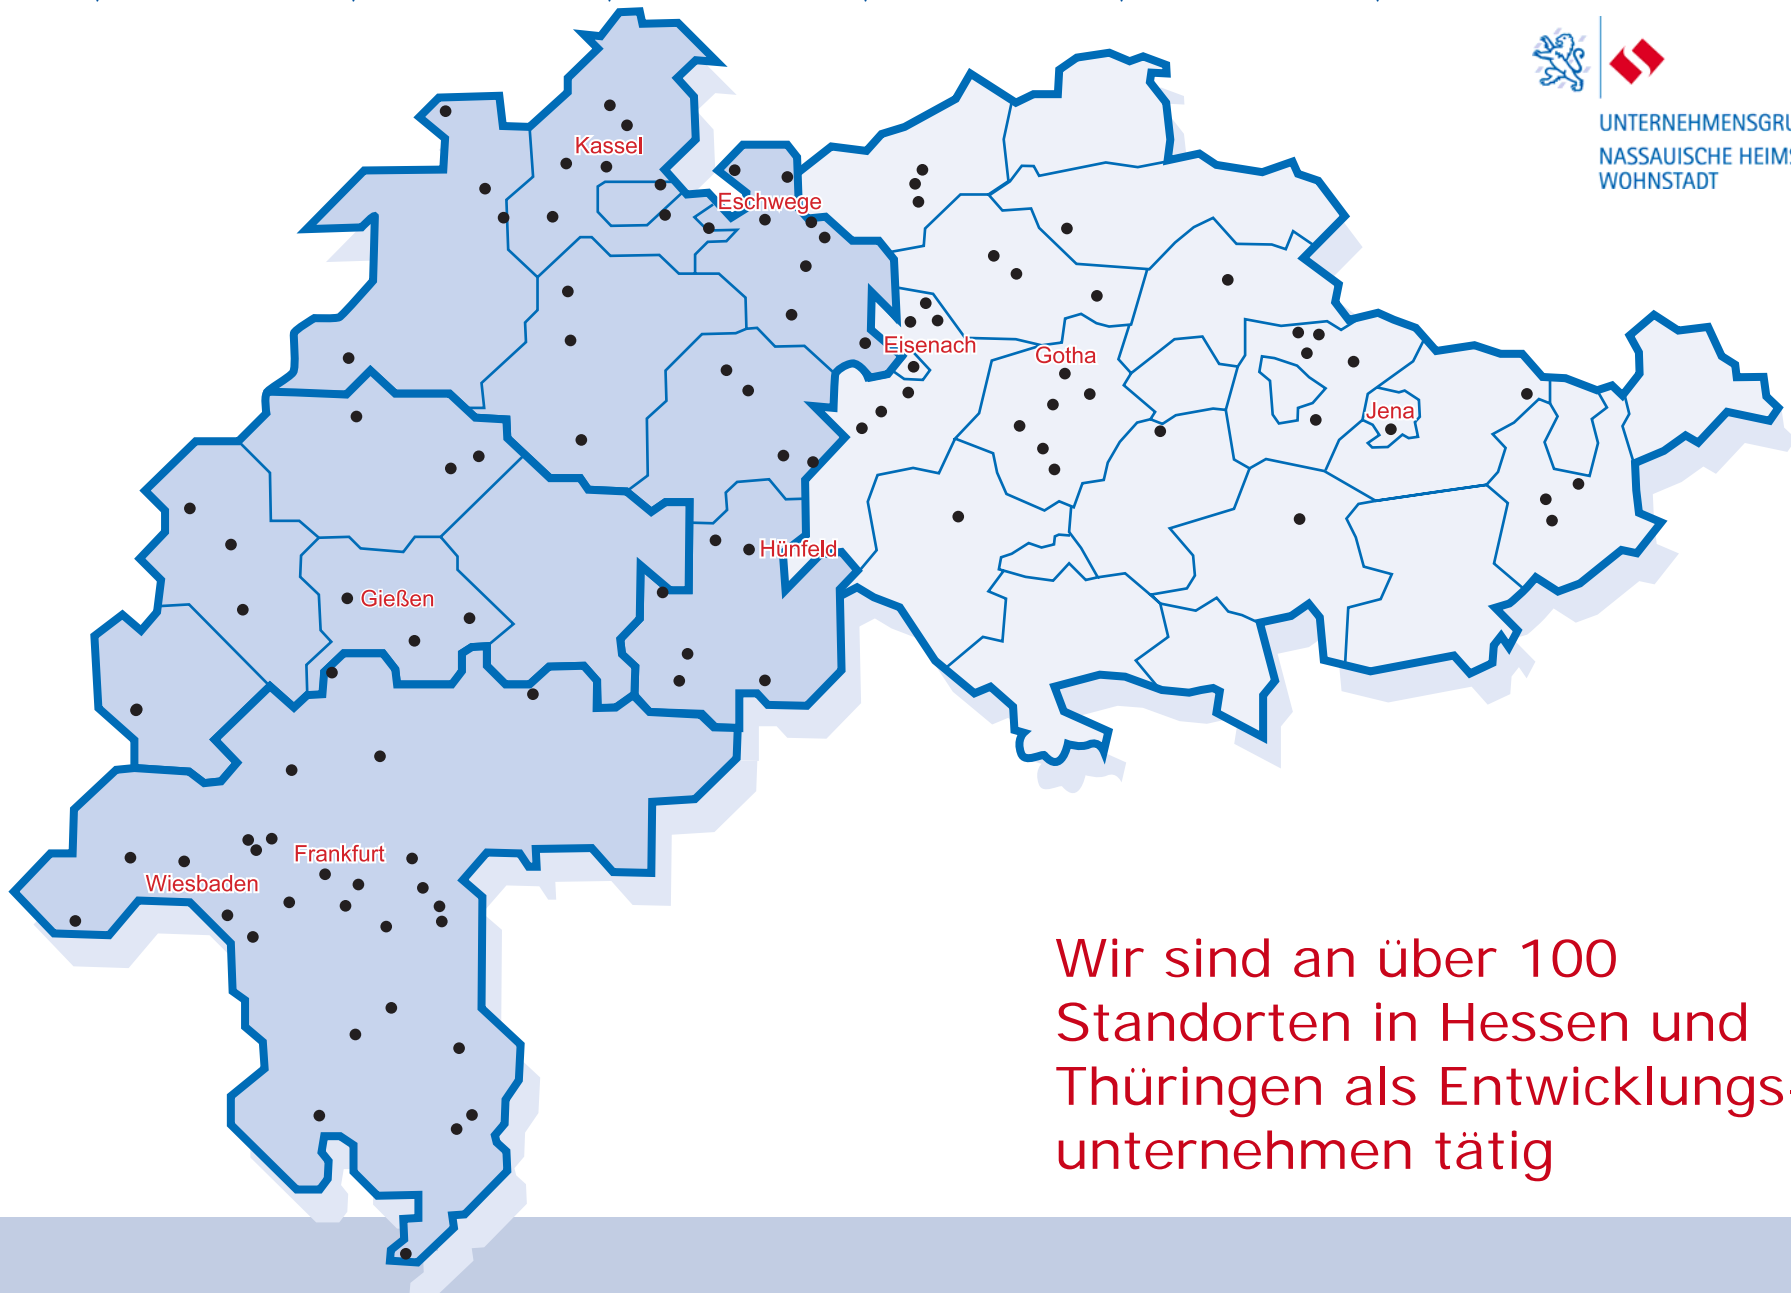 UNTERNEHMENSGRU
NASSAUISCHE HEIMS
WOHNSTADT
Kassel
Eschwege
Eisenach
Gotha
Jena
Hünfeld
Gießen
Frankfurt
Wiesbaden
Wir sind an über 100
Standorten in Hessen und
Thüringen als Entwicklungs-
unternehmen tätig